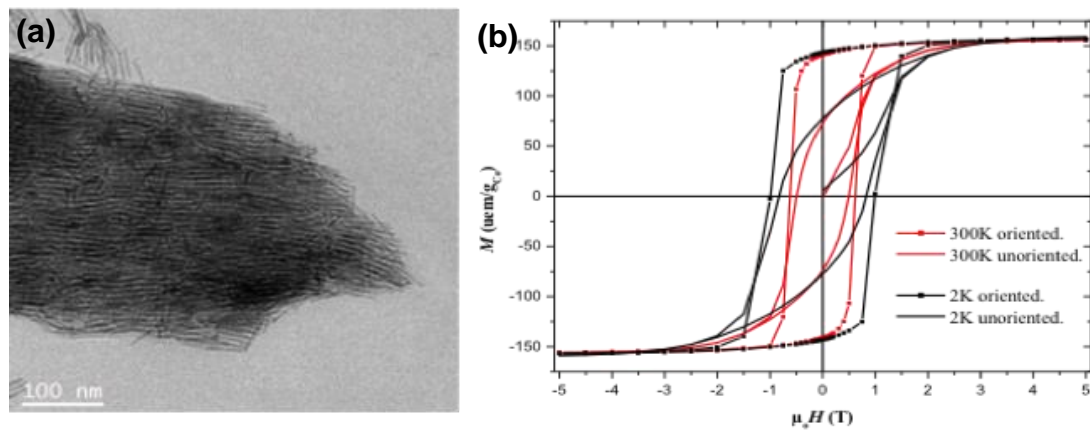 (a)
100 nm
(b)
M (uem/g_Co)
150
100
50
0
-50
-100
-150
300K oriented.
300K unoriented.
2K oriented.
2K unoriented.
-5 -4 -3 -2 -1 0 1 2 3 4 5
μ₀H (T)